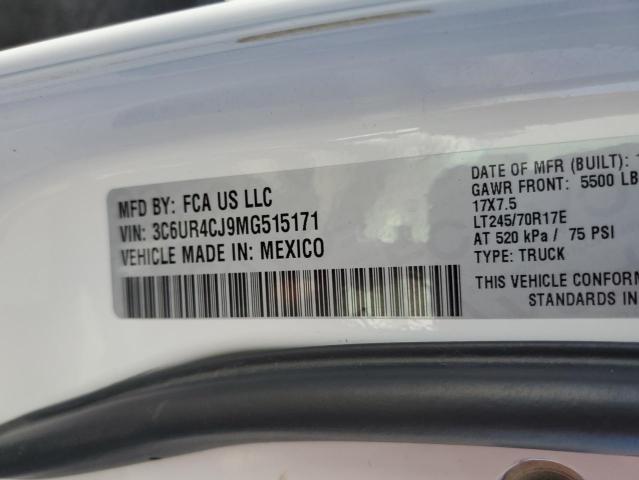 MFD BY: FCA US LLC
VIN: 3C6UR4CJ9MG515171
VEHICLE MADE IN: MEXICO
DATE OF MFR (BUILT):
GAWR FRONT: 5500 LB
17X7.5
LT245/70R17E
AT 520 kPa / 75 PSI
TYPE: TRUCK
THIS VEHICLE CONFORM
STANDARDS IN